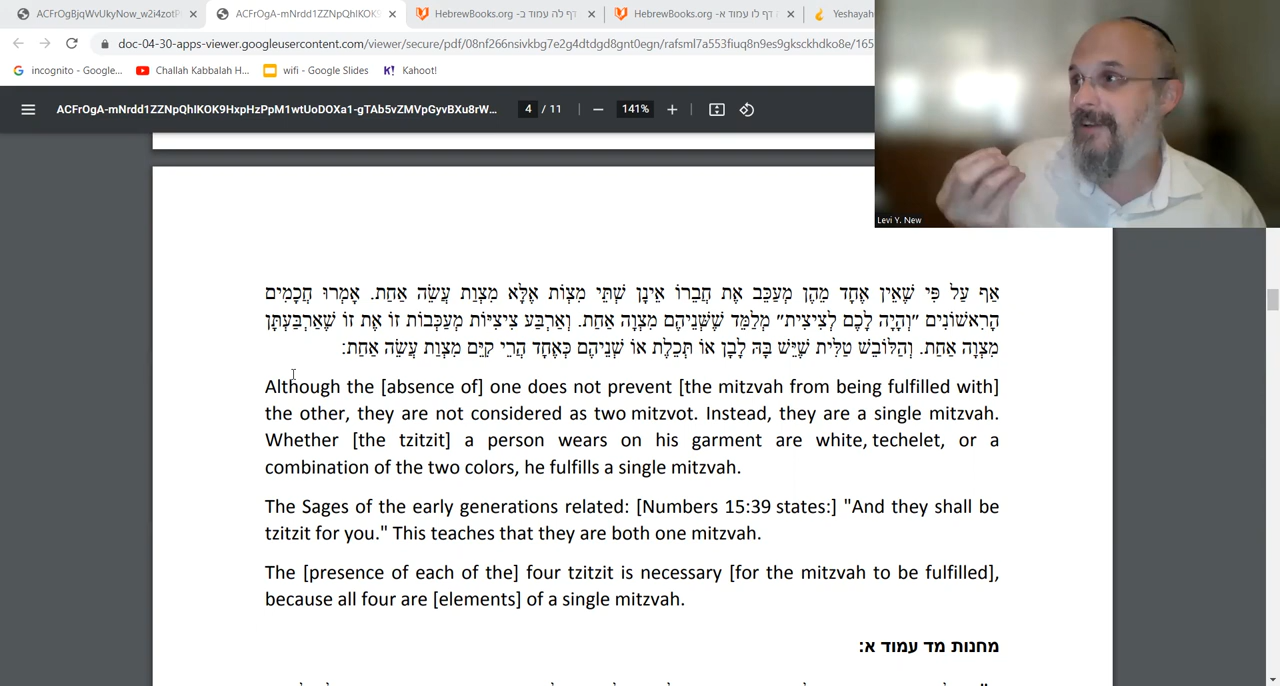 ACFrOgBjqWvUkyNow_w2i4zotP
ACFrOgA-mNrdd1ZZNpQhIKOK9
HebrewBooks.org - דף לה עמוד ב
HebrewBooks.org - דף לו עמוד א
Yeshayah
doc-04-30-apps-viewer.googleusercontent.com/viewer/secure/pdf/08nf266nsivkbg7e2g4dtdgd8gnt0egn/rafsml7a553fiuq8n9es9gksckhdko8e/165
incognito - Google...
Challah Kabbalah H...
wifi - Google Slides
Kahoot!
ACFrOgA-mNrdd1ZZNpQhIKOK9HxpHzPpM1wtUoDOXa1-gTAb5vZMVpGyvBXu8rW...
4 / 11
141%
Levi Y. New
אַף עַל פִּי שֶׁאֵין אֶחָד מֵהֶן מְעַכֵּב אֶת חֲבֵרוֹ אֵינָן שְׁתֵּי מִצְוֹת אֶלָּא מִצְוַת עֲשֵׂה אַחַת. אָמְרוּ חֲכָמִים
הָרִאשׁוֹנִים "וְהָיָה לָכֶם לְצִיצִית" מְלַמֵּד שֶׁשְּׁנֵיהֶם מִצְוָה אַחַת. וְאַרְבַּע צִיצִיּוֹת מְעַכְּבוֹת זוֹ אֶת זוֹ שֶׁאַרְבַּעְתָּן
מִצְוָה אַחַת. וְהַלּוֹבֵשׁ טַלִּית שֶׁיֵּשׁ בָּהּ לָבָן אוֹ תְּכֵלֶת אוֹ שְׁנֵיהֶם כְּאֶחָד הֲרֵי קִיֵּם מִצְוַת עֲשֵׂה אַחַת:
Although the [absence of] one does not prevent [the mitzvah from being fulfilled with]
the other, they are not considered as two mitzvot. Instead, they are a single mitzvah.
Whether [the tzitzit] a person wears on his garment are white, techelet, or a
combination of the two colors, he fulfills a single mitzvah.
The Sages of the early generations related: [Numbers 15:39 states:] "And they shall be
tzitzit for you." This teaches that they are both one mitzvah.
The [presence of each of the] four tzitzit is necessary [for the mitzvah to be fulfilled],
because all four are [elements] of a single mitzvah.
מחנות מד עמוד א: